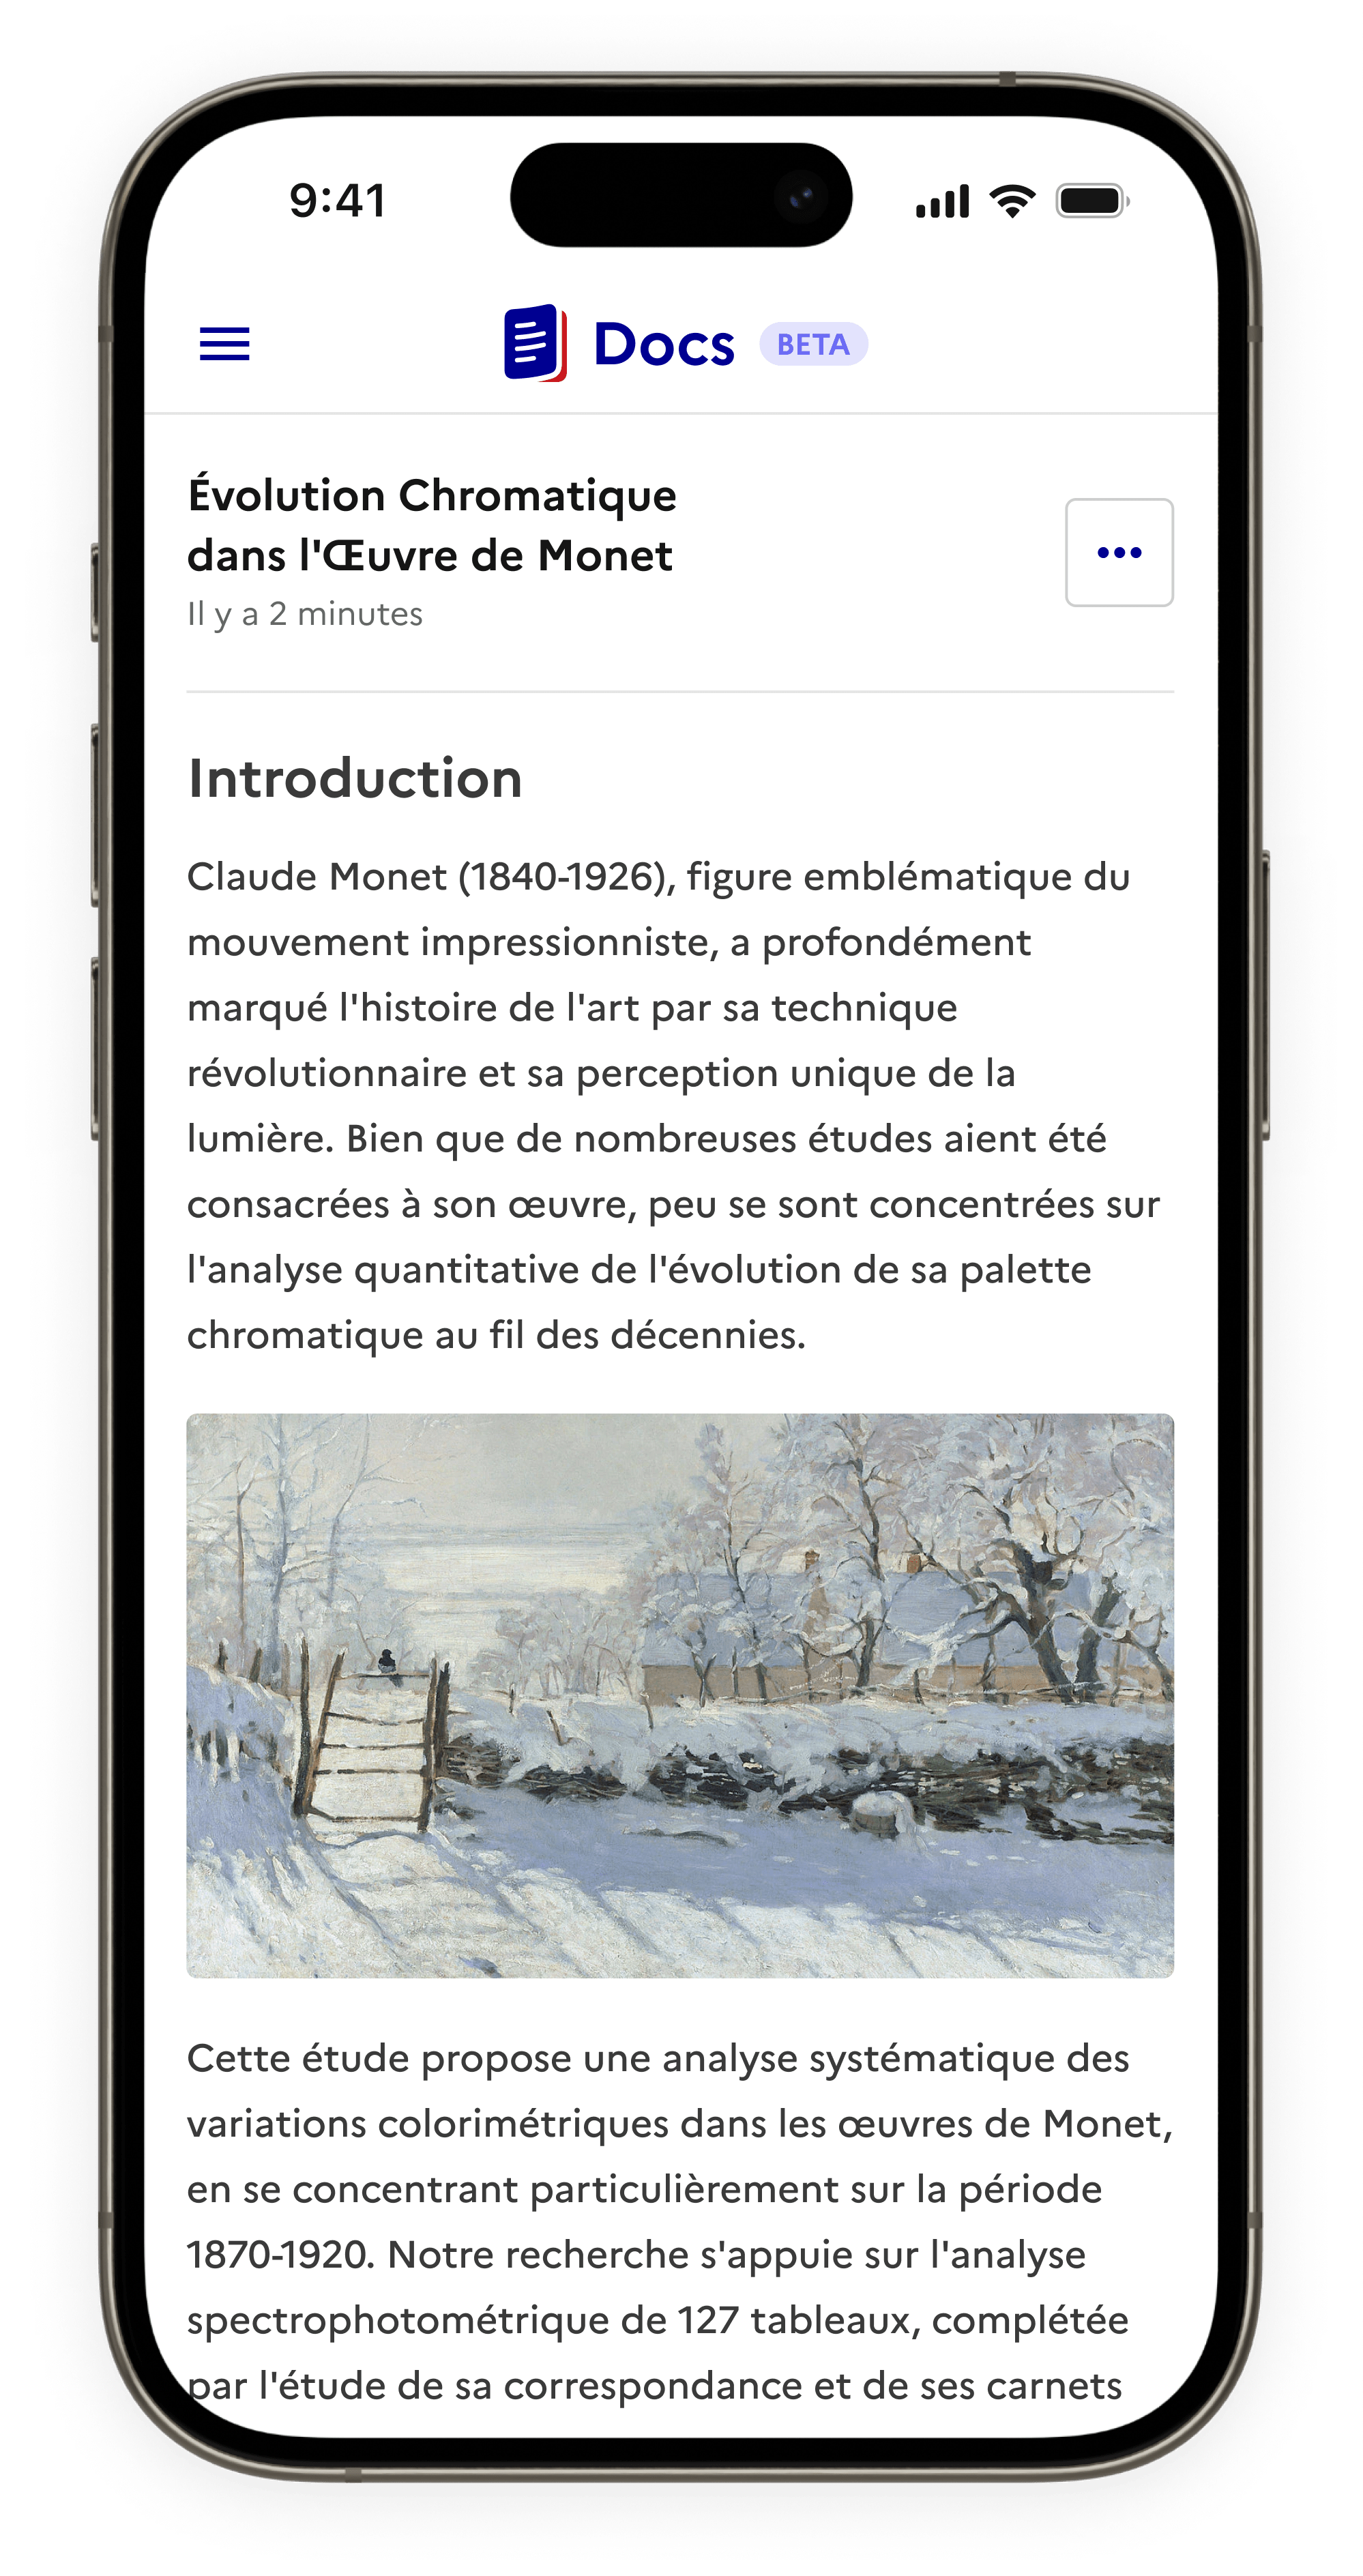 9:41
Docs BETA
Évolution Chromatique
dans l'Œuvre de Monet
Il y a 2 minutes
Introduction
Claude Monet (1840-1926), figure emblématique du
mouvement impressionniste, a profondément
marqué l'histoire de l'art par sa technique
révolutionnaire et sa perception unique de la
lumière. Bien que de nombreuses études aient été
consacrées à son œuvre, peu se sont concentrées sur
l'analyse quantitative de l'évolution de sa palette
chromatique au fil des décennies.
Cette étude propose une analyse systématique des
variations colorimétriques dans les œuvres de Monet,
en se concentrant particulièrement sur la période
1870-1920. Notre recherche s'appuie sur l'analyse
spectrophotométrique de 127 tableaux, complétée
par l'étude de sa correspondance et de ses carnets